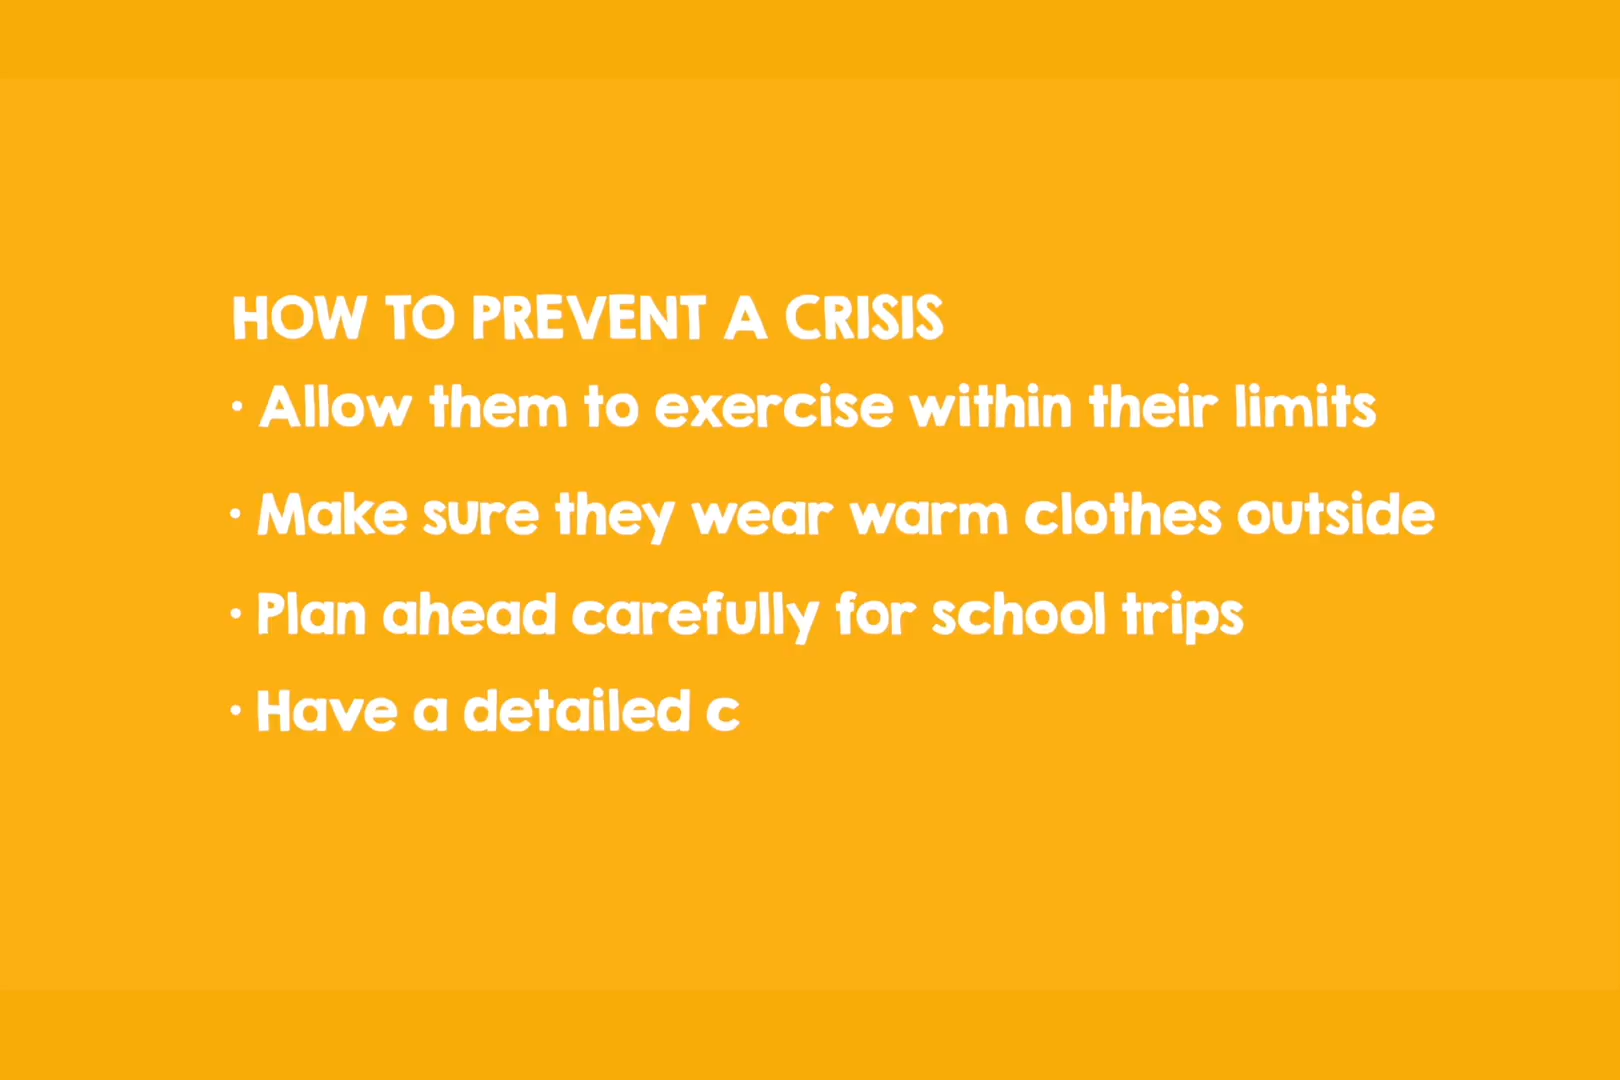 HOW TO PREVENT A CRISIS
· Allow them to exercise within their limits
· Make sure they wear warm clothes outside
· Plan ahead carefully for school trips
· Have a detailed c